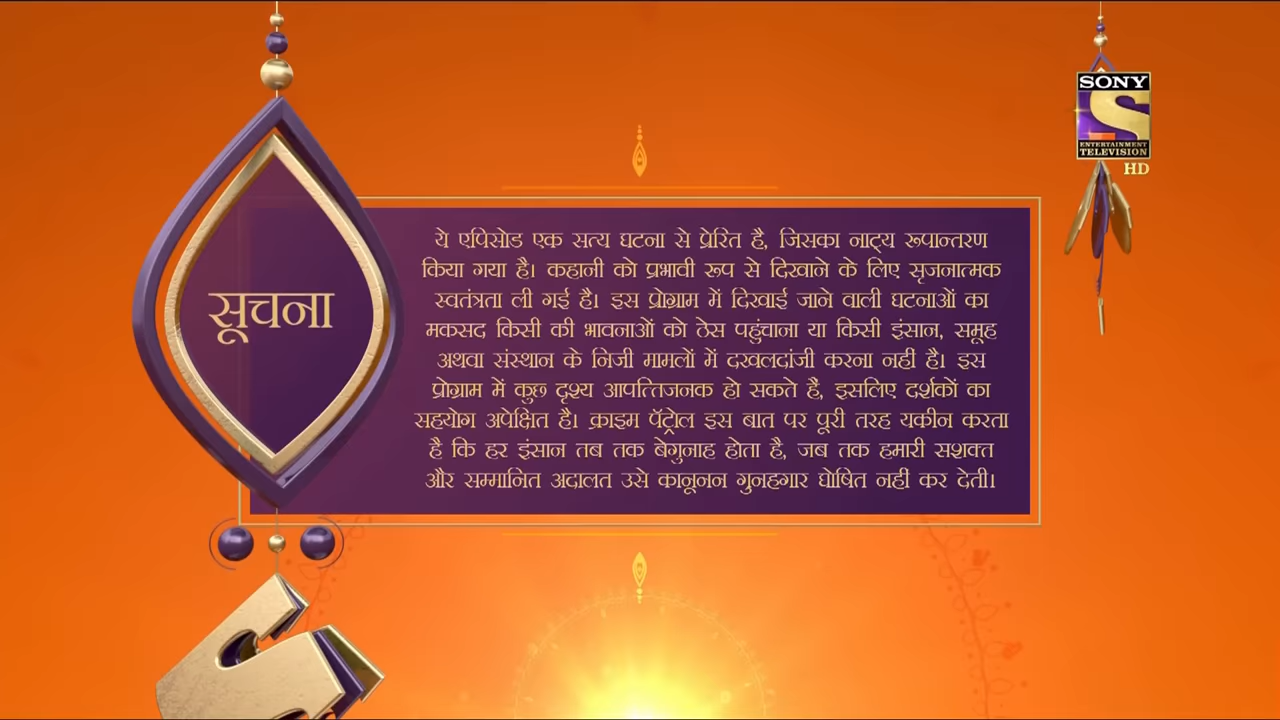 सूचना
ये एपिसोड एक सत्य घटना से प्रेरित है, जिसका नाट्य रूपान्तरण
किया गया है। कहानी को प्रभावी रूप से दिखाने के लिए सृजनात्मक
स्वतंत्रता ली गई है। इस प्रोग्राम में दिखाई जाने वाली घटनाओं का
मकसद किसी की भावनाओं को ठेस पहुंचाना या किसी इंसान, समूह
अथवा संस्थान के निजी मामलों में दखलदांजी करना नहीं है। इस
प्रोग्राम में कुछ दृश्य आपत्तिजनक हो सकते हैं, इसलिए दर्शकों का
सहयोग अपेक्षित है। क्राइम पॅट्रोल इस बात पर पूरी तरह यकीन करता
है कि हर इंसान तब तक बेगुनाह होता है, जब तक हमारी सशक्त
और सम्मानित अदालत उसे कानूनन गुनहगार घोषित नहीं कर देती।
SONY
ENTERTAINMENT
TELEVISION
HD